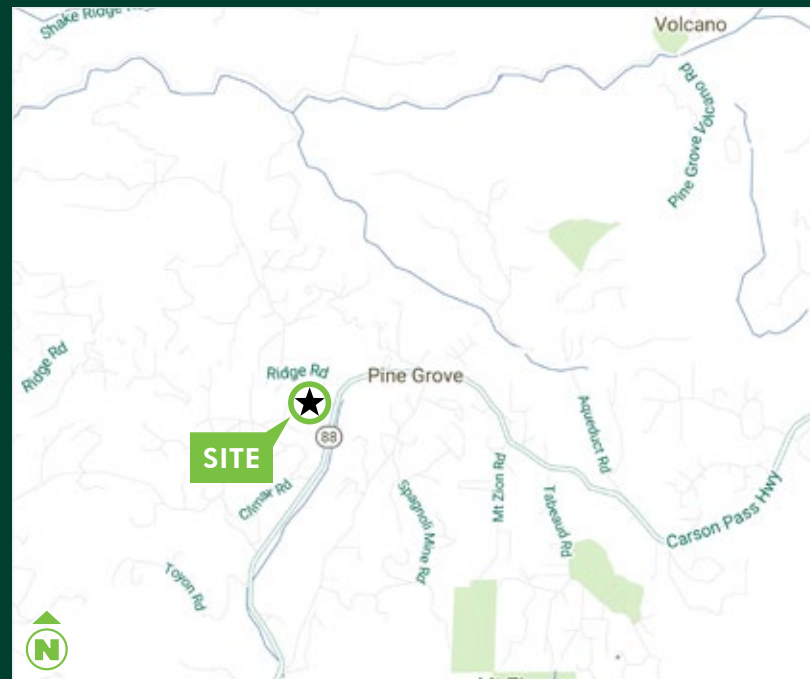 Shake Ridge
Volcano
Pine Grove Volcano Rd
Ridge Rd
Ridge Rd
Pine Grove
SITE
88
Aqueduct Rd
Climar Rd
Spagnoli Mine Rd
Mt Zion Rd
Tabeaud Rd
Carson Pass Hwy
Toyon Rd
N